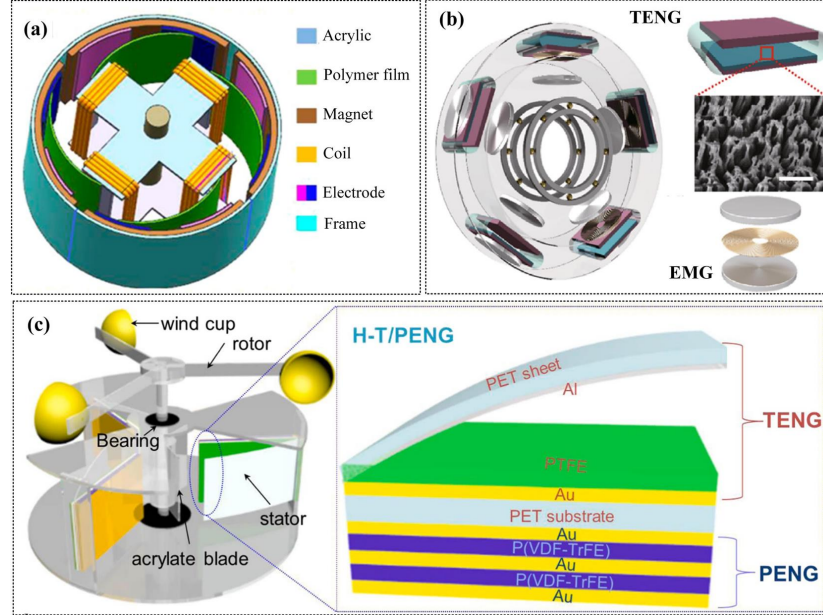 (a)
Acrylic
Polymer film
Magnet
Coil
Electrode
Frame
(b)
TENG
EMG
(c)
wind cup
rotor
Bearing
stator
acrylate blade
H-T/PENG
PET sheet
Al
PTFE
Au
PET substrate
Au
P(VDF-TrFE)
Au
P(VDF-TrFE)
Au
TENG
PENG